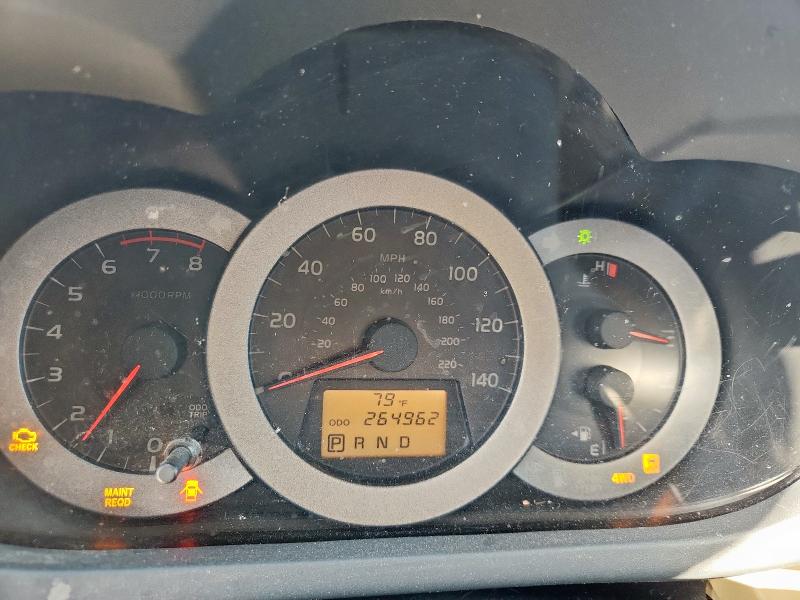 0 1 2 3 4 5 6 7 8
x1000RPM
ODO
TRIP
CHECK
MAINT
REQD
0 20 40 60 80 100 120 140
MPH
20 40 60 80 100 120 140 160 180 200 220
km/h
79°F
ODO 264962
P R N D
H
E
4WD